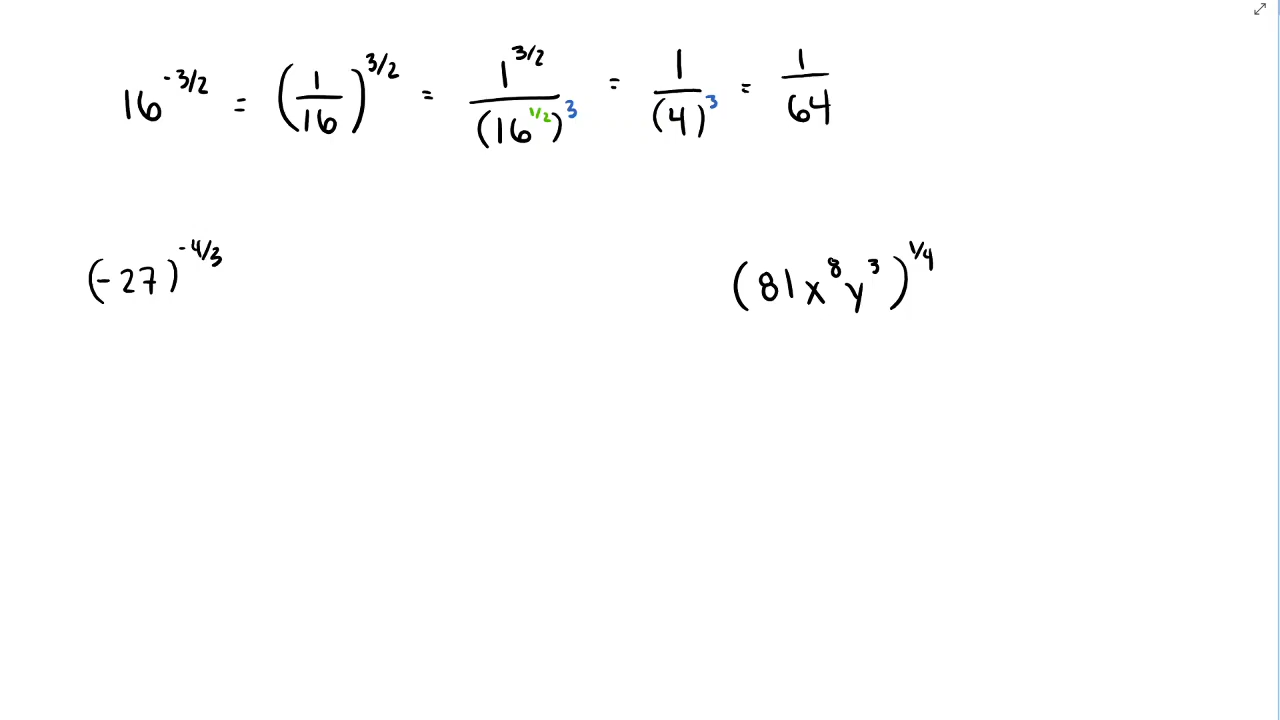 16^{-3/2} = (1/16)^{3/2} = 1^{3/2}/(16^{1/2})^3 = 1/(4)^3 = 1/64
(-27)^{-4/3} (81x^8y^3)^{1/4}